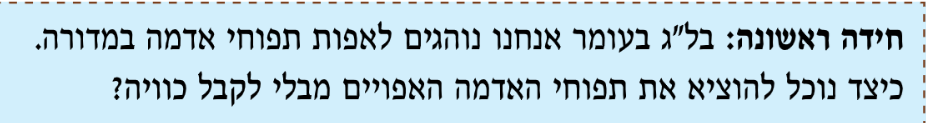 חידה ראשונה: בל"ג בעומר אנחנו נוהגים לאפות תפוחי אדמה במדורה.
כיצד נוכל להוציא את תפוחי האדמה האפויים מבלי לקבל כוויה?